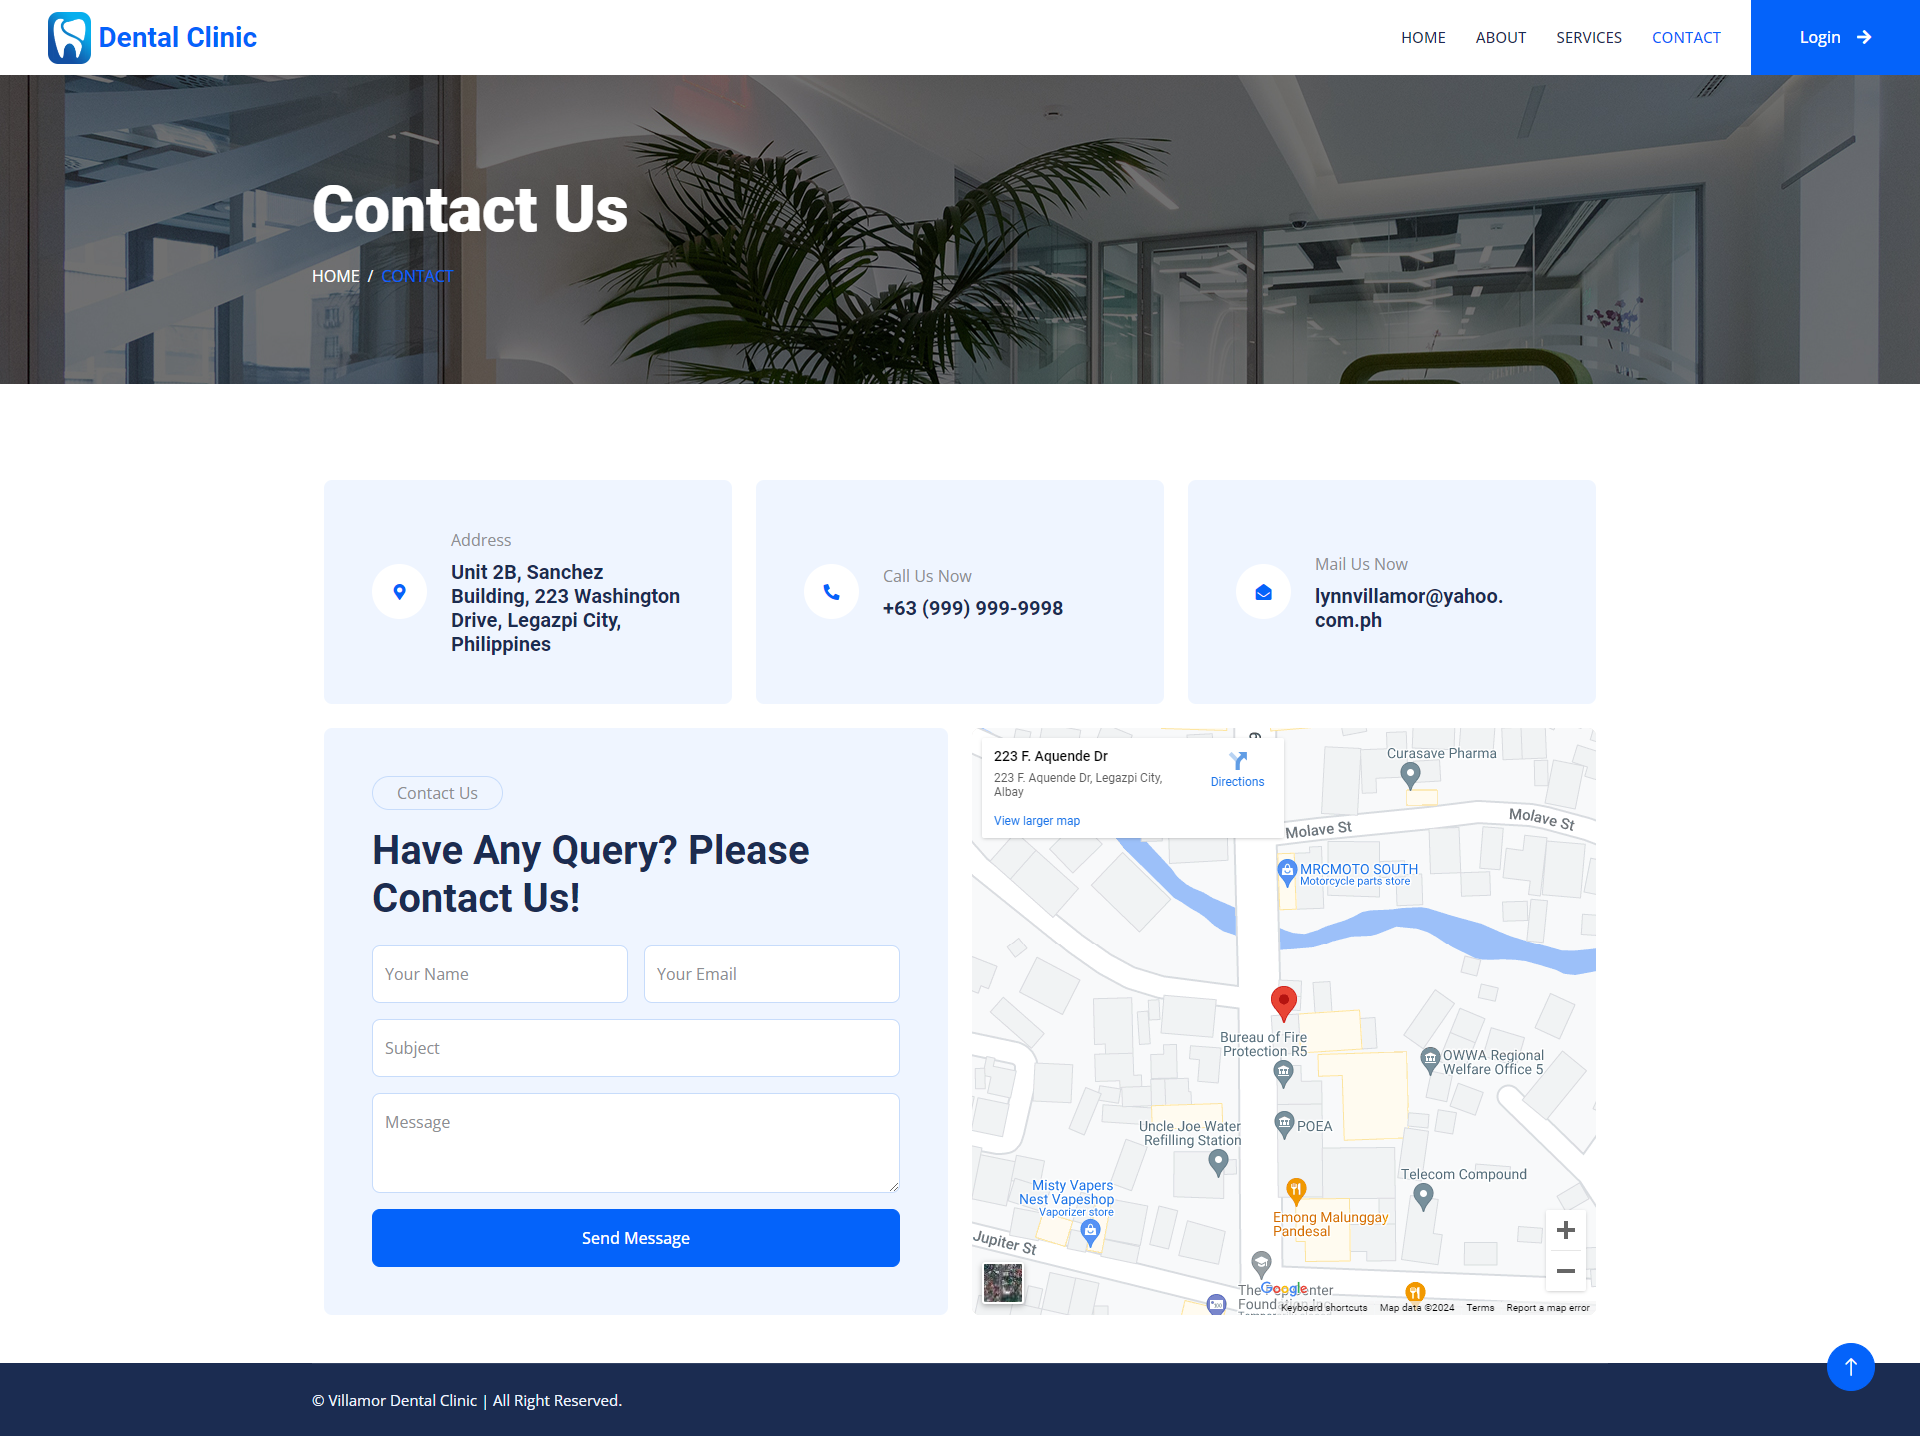 Dental Clinic
HOME
ABOUT
SERVICES
CONTACT
Login
Contact Us
HOME / CONTACT
Address
Unit 2B, Sanchez
Building, 223 Washington
Drive, Legazpi City,
Philippines
Call Us Now
+63 (999) 999-9998
Mail Us Now
lynnvillamor@yahoo.
com.ph
Contact Us
Have Any Query? Please
Contact Us!
Your Name
Your Email
Subject
Message
Send Message
223 F. Aquende Dr
223 F. Aquende Dr, Legazpi City,
Albay
View larger map
Directions
Curasave Pharma
Molave St
Molave St
MRCMOTO SOUTH
Motorcycle parts store
Bureau of Fire
Protection R5
OWWA Regional
Welfare Office 5
POEA
Uncle Joe Water
Refilling Station
Telecom Compound
Misty Vapers
Nest Vapeshop
Vaporizer store
Emong Malunggay
Pandesal
Jupiter St
Google
Keyboard shortcuts
Map data ©2024
Terms
Report a map error
© Villamor Dental Clinic | All Right Reserved.